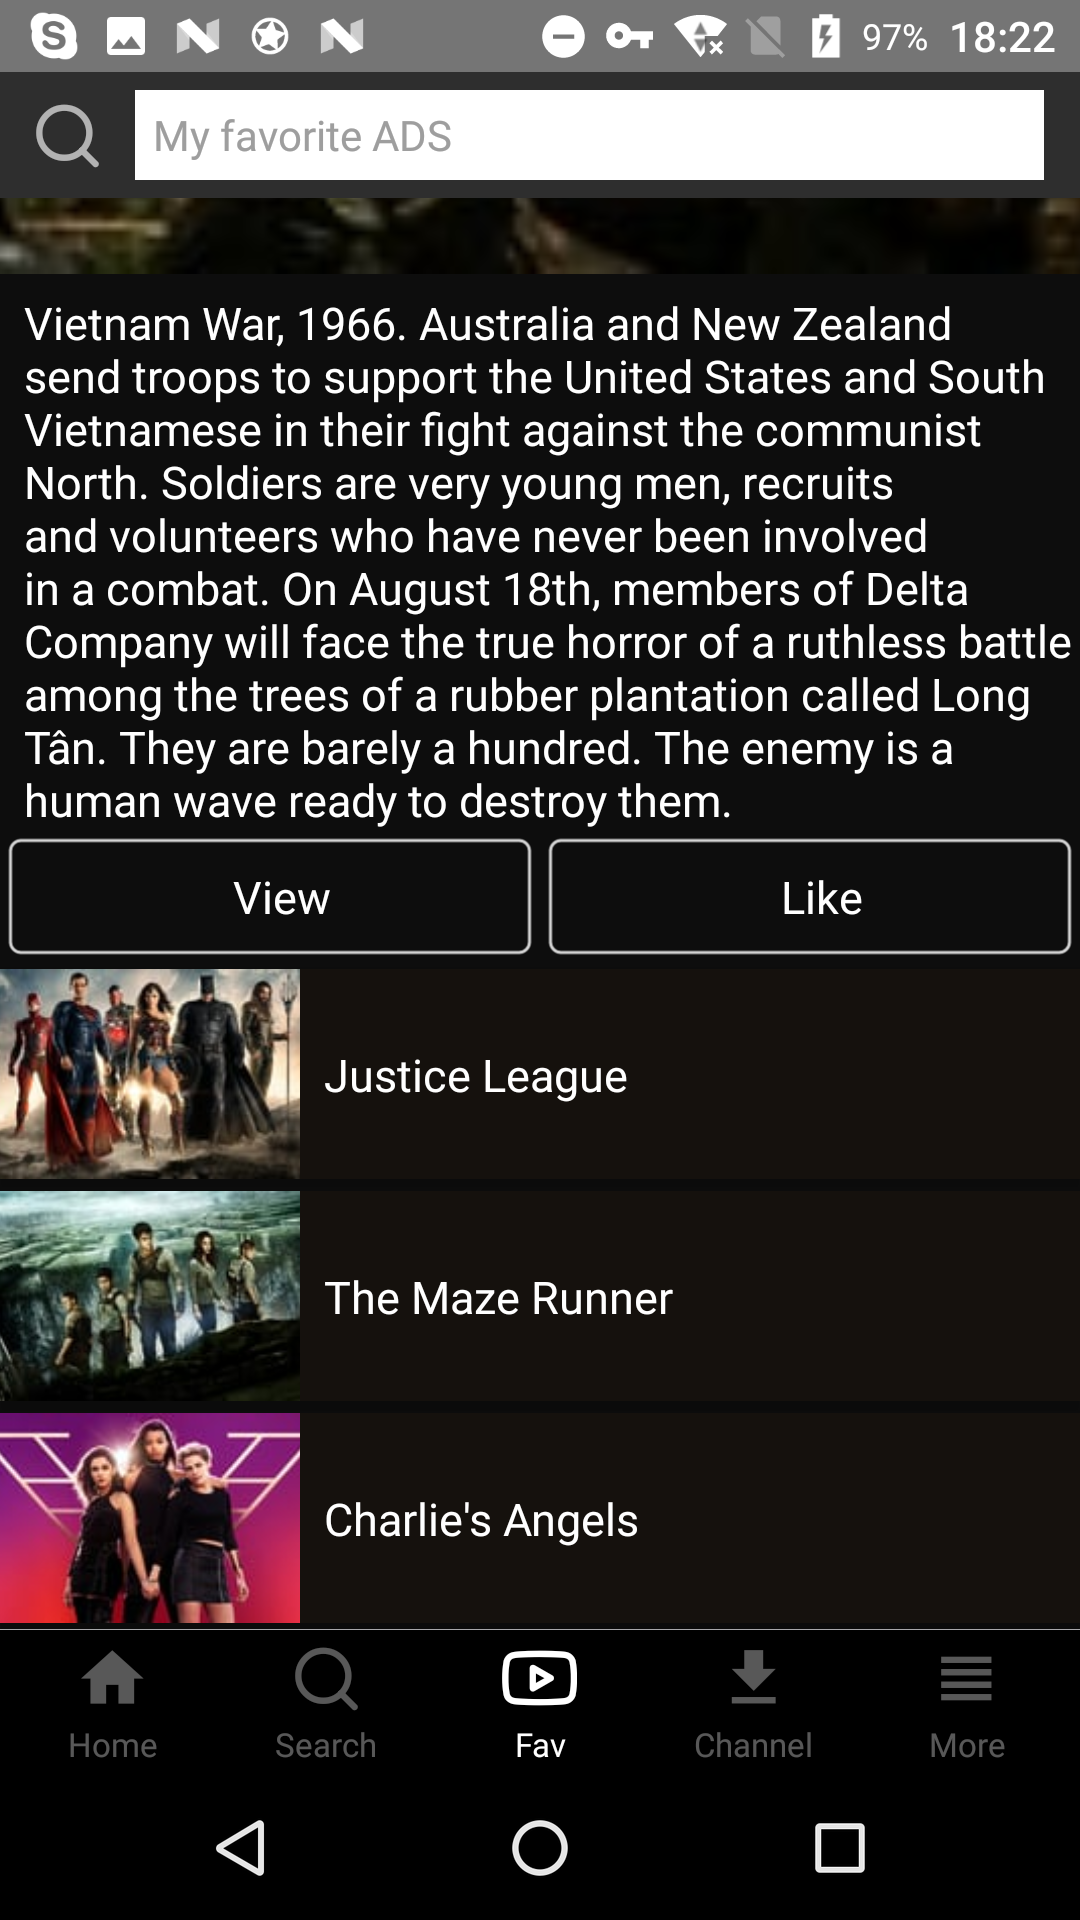 97% 18:22
My favorite ADS
Vietnam War, 1966. Australia and New Zealand
send troops to support the United States and South
Vietnamese in their fight against the communist
North. Soldiers are very young men, recruits
and volunteers who have never been involved
in a combat. On August 18th, members of Delta
Company will face the true horror of a ruthless battle
among the trees of a rubber plantation called Long
Tân. They are barely a hundred. The enemy is a
human wave ready to destroy them.
View Like
Justice League
The Maze Runner
Charlie's Angels
Home Search Fav Channel More